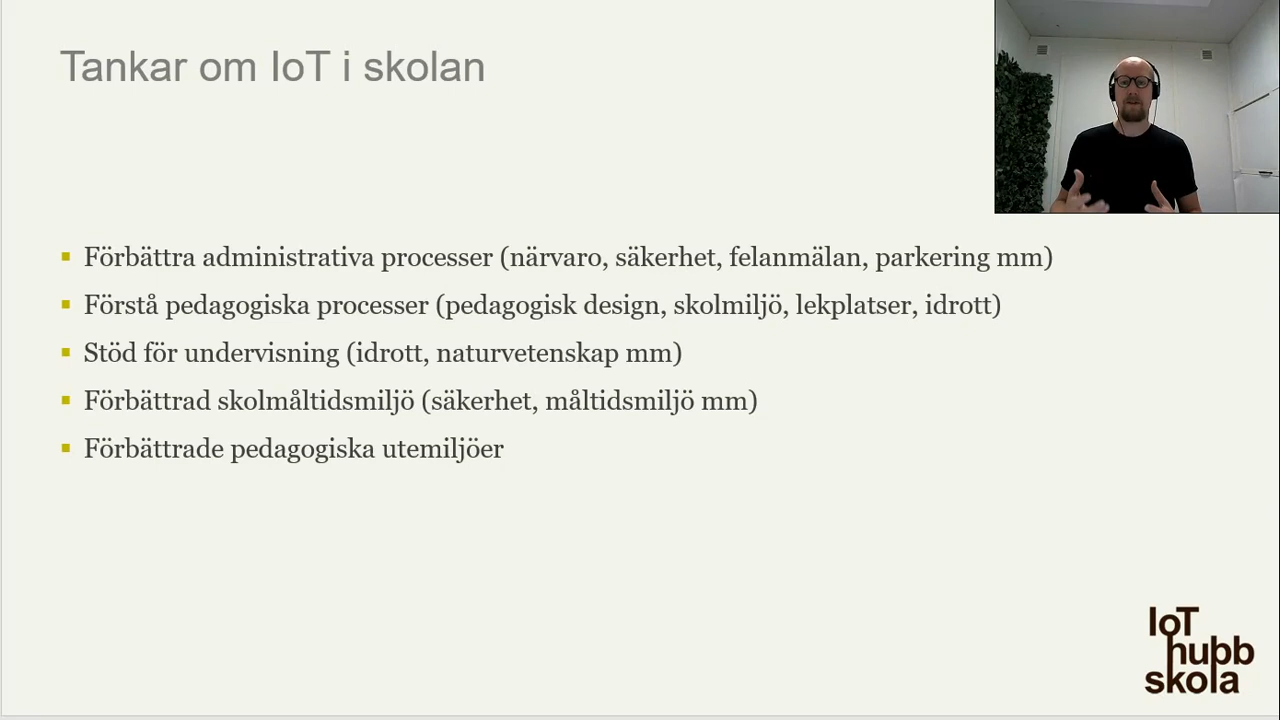 Tankar om IoT i skolan
Förbättra administrativa processer (närvaro, säkerhet, felanmälan, parkering mm)
Förstå pedagogiska processer (pedagogisk design, skolmiljö, lekplatser, idrott)
Stöd för undervisning (idrott, naturvetenskap mm)
Förbättrad skolmåltidsmiljö (säkerhet, måltidsmiljö mm)
Förbättrade pedagogiska utemiljöer
IoT
hubb
skola